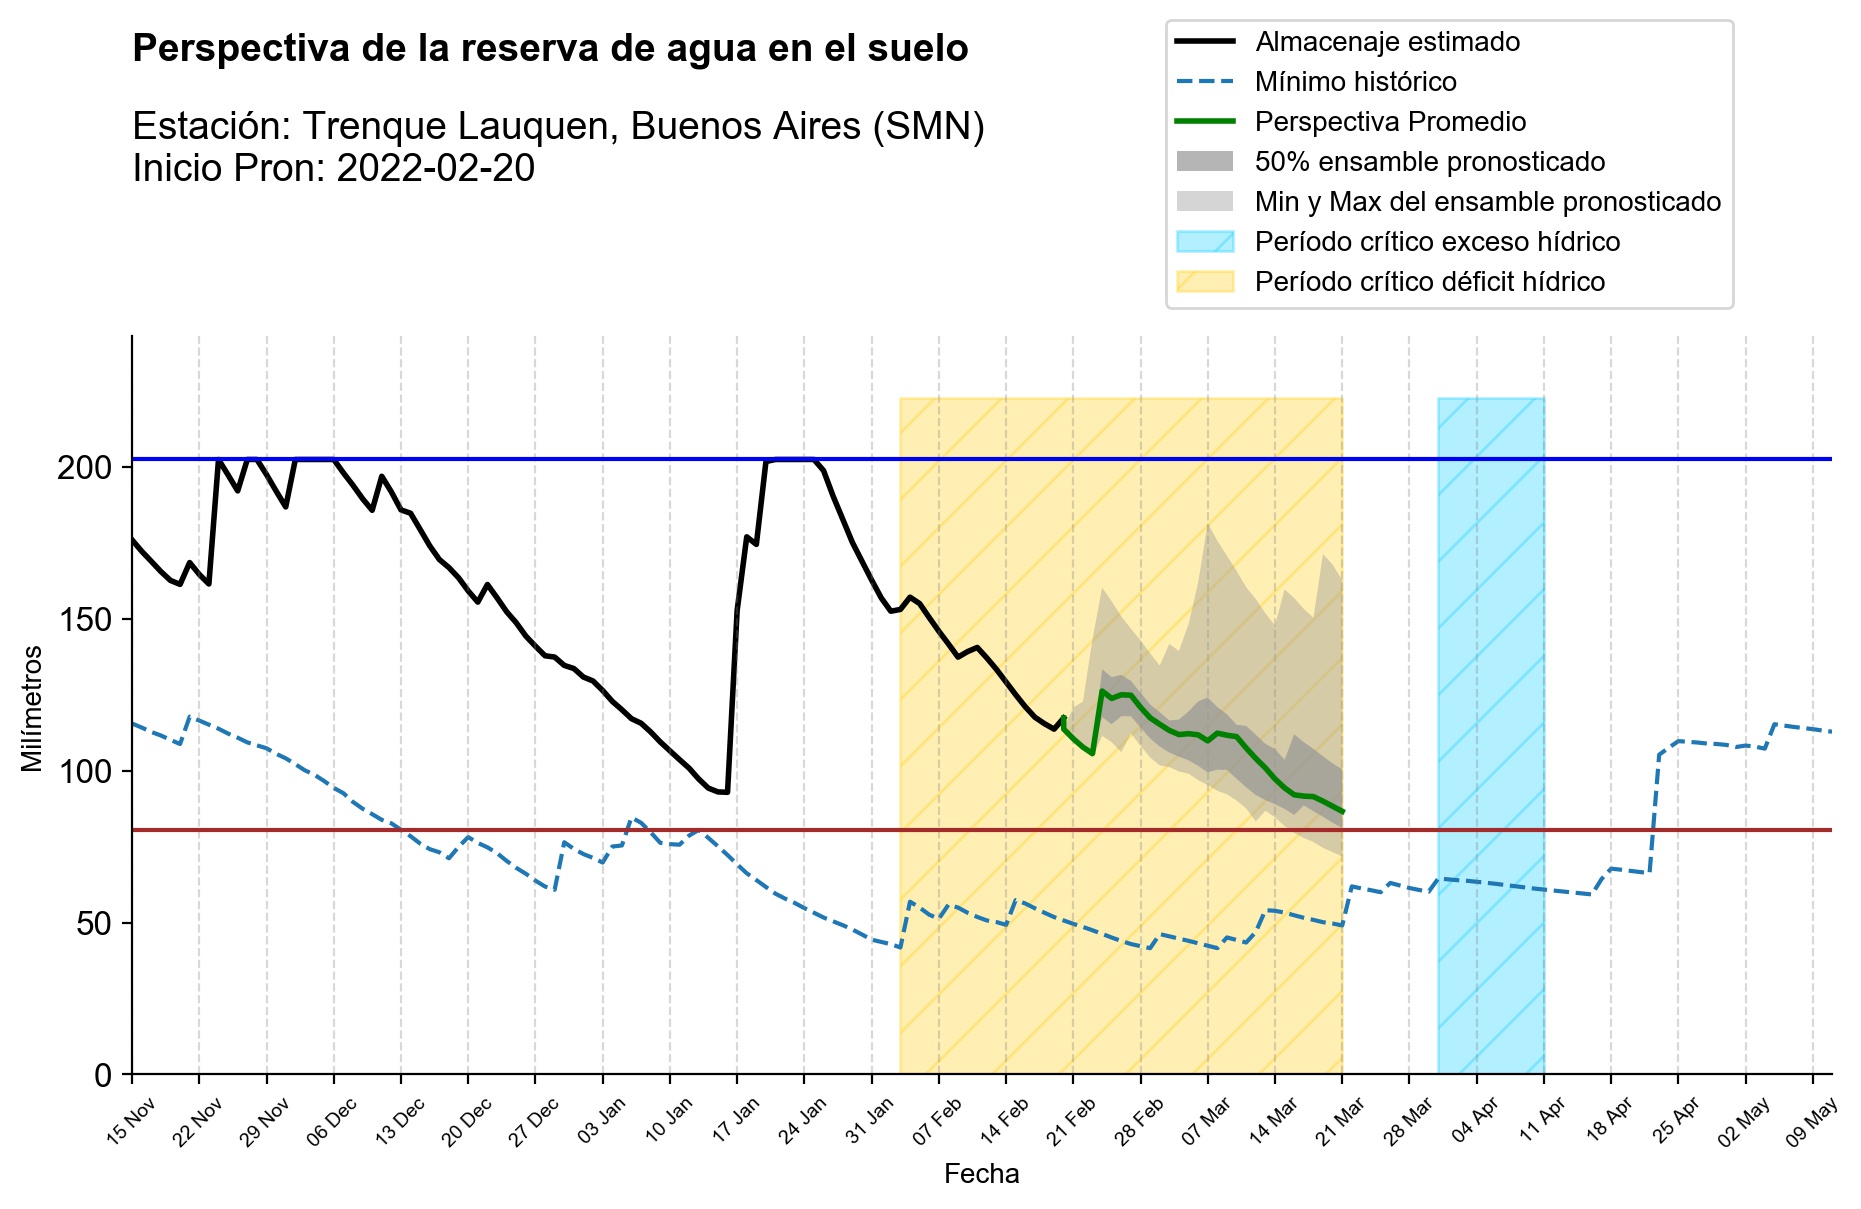 Perspectiva de la reserva de agua en el suelo
Estación: Trenque Lauquen, Buenos Aires (SMN)
Inicio Pron: 2022-02-20
Almacenaje estimado
Mínimo histórico
Perspectiva Promedio
50% ensamble pronosticado
Min y Max del ensamble pronosticado
Período crítico exceso hídrico
Período crítico déficit hídrico
Milímetros
200
150
100
50
0
15 Nov
22 Nov
29 Nov
06 Dec
13 Dec
20 Dec
27 Dec
03 Jan
10 Jan
17 Jan
24 Jan
31 Jan
07 Feb
14 Feb
21 Feb
28 Feb
07 Mar
14 Mar
21 Mar
28 Mar
04 Apr
11 Apr
18 Apr
25 Apr
02 May
09 May
Fecha